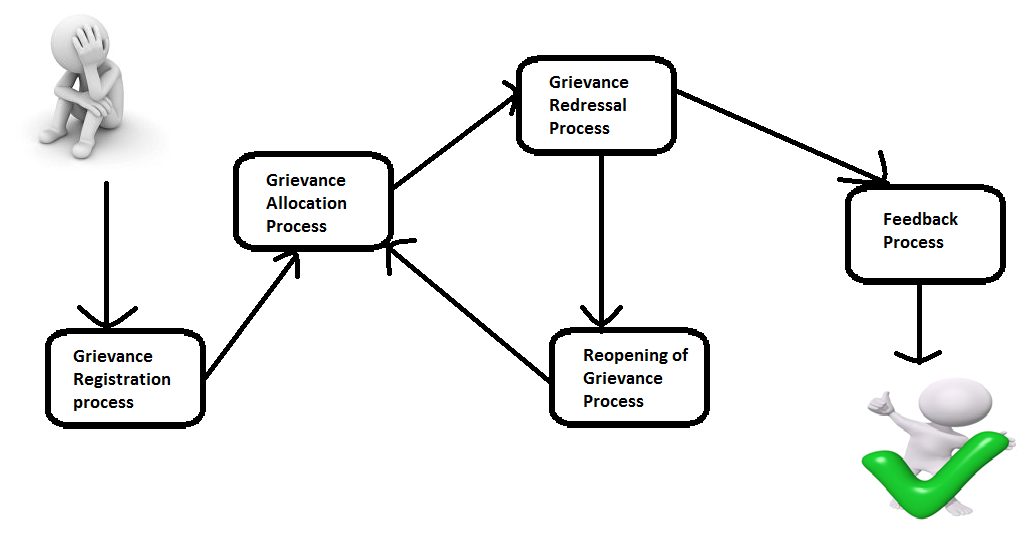 Grievance
Redressal
Process
Grievance
Allocation
Process
Feedback
Process
Grievance
Registration
process
Reopening of
Grievance
Process